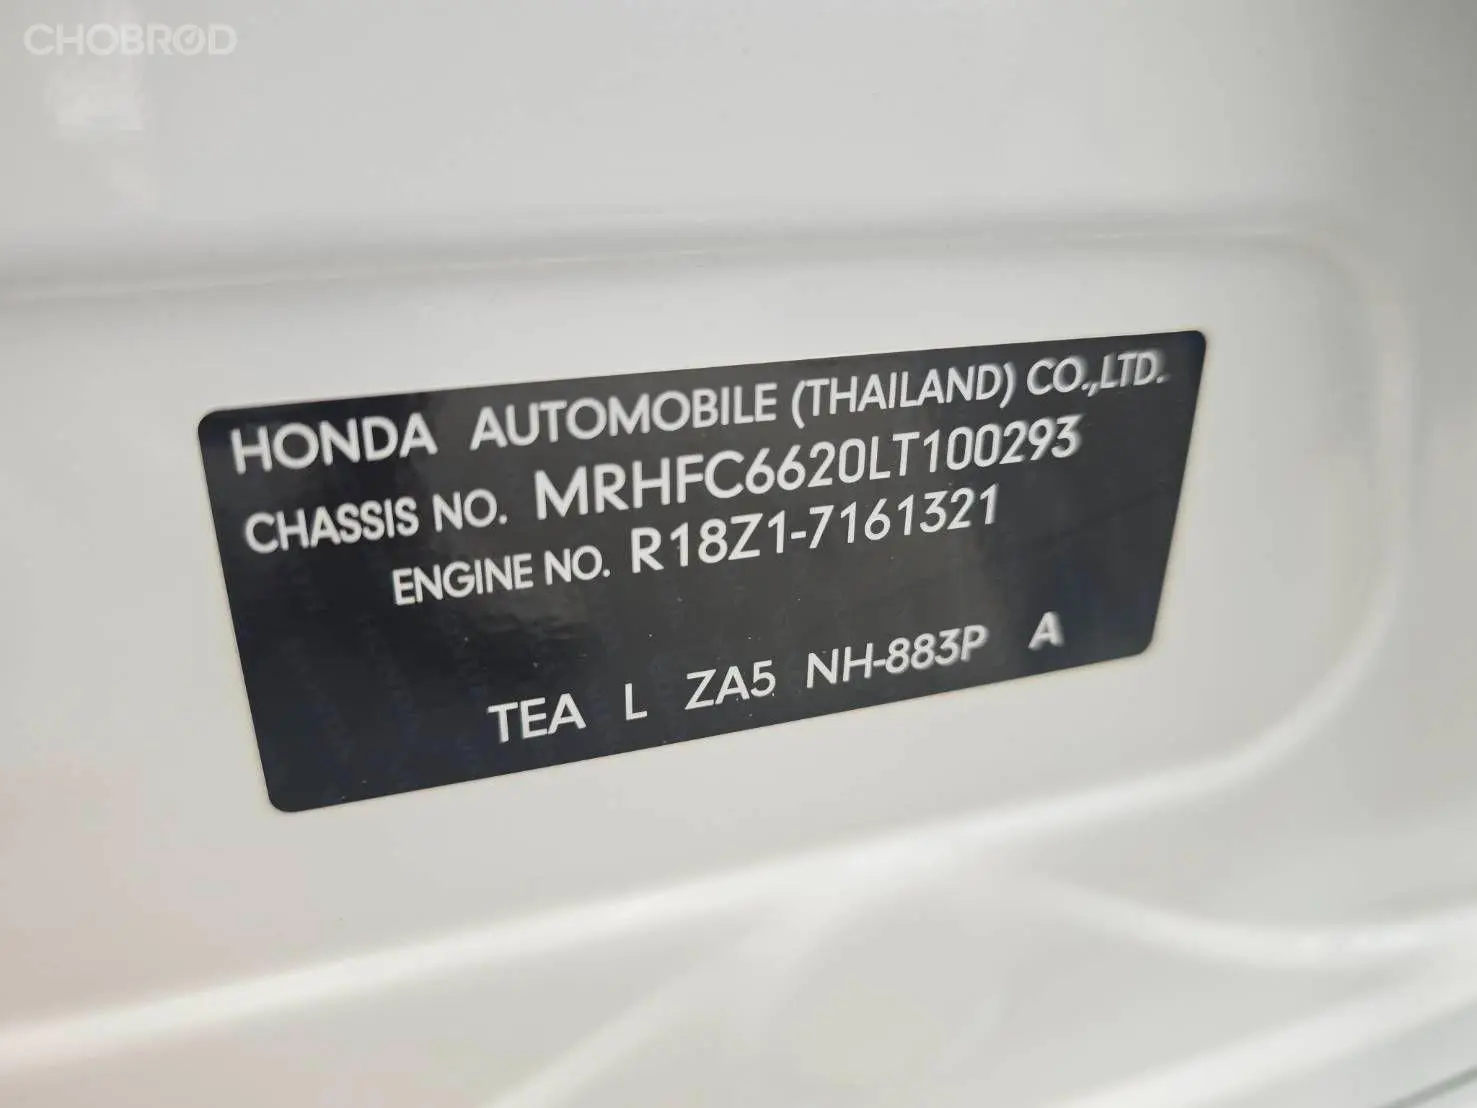 CHOBROD
HONDA AUTOMOBILE (THAILAND) CO.,LTD.
CHASSIS NO. MRHFC6620LT100293
ENGINE NO. R18Z1-7161321
TEA L ZA5 NH-883P A